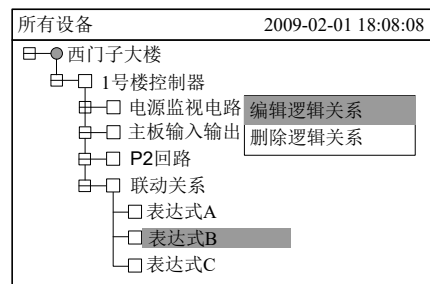 所有设备 2009-02-01 18:08:08
西门子大楼
1号楼控制器
电源监视电路 编辑逻辑关系
主板输入输出 删除逻辑关系
P2回路
联动关系
表达式A
表达式B
表达式C